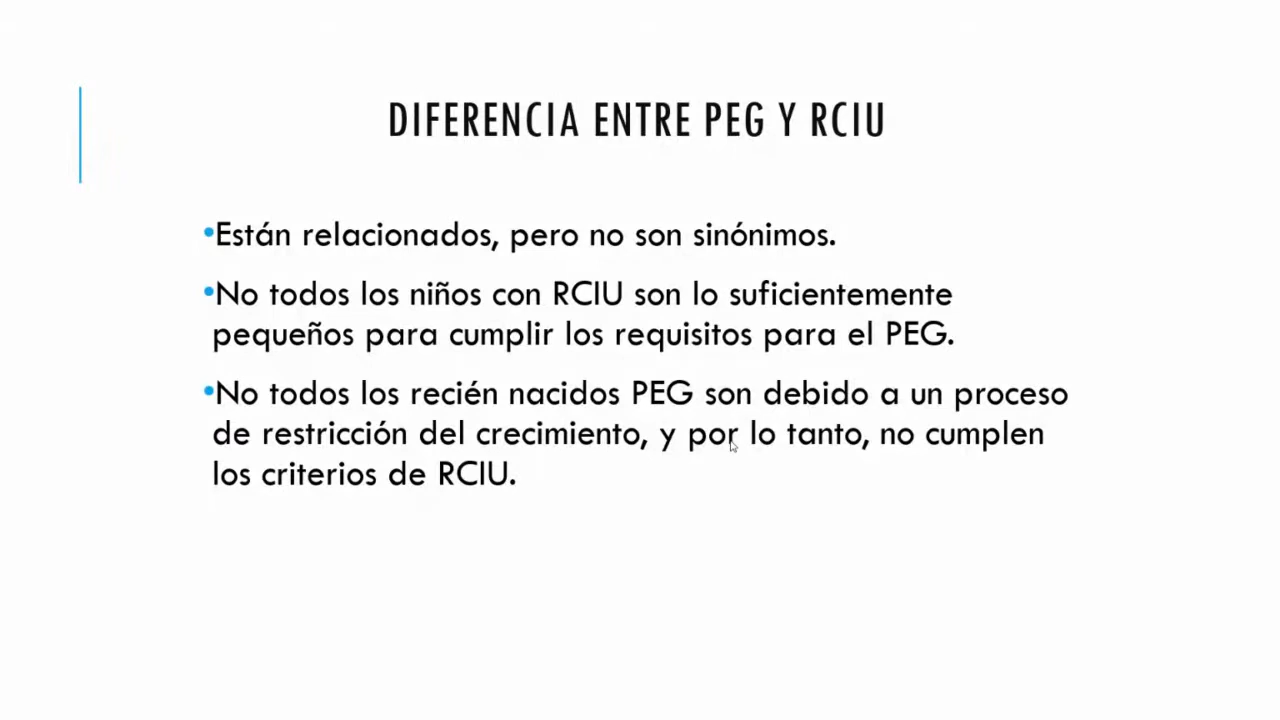 DIFERENCIA ENTRE PEG Y RCIU
•Están relacionados, pero no son sinónimos.
•No todos los niños con RCIU son lo suficientemente
pequeños para cumplir los requisitos para el PEG.
•No todos los recién nacidos PEG son debido a un proceso
de restricción del crecimiento, y por lo tanto, no cumplen
los criterios de RCIU.